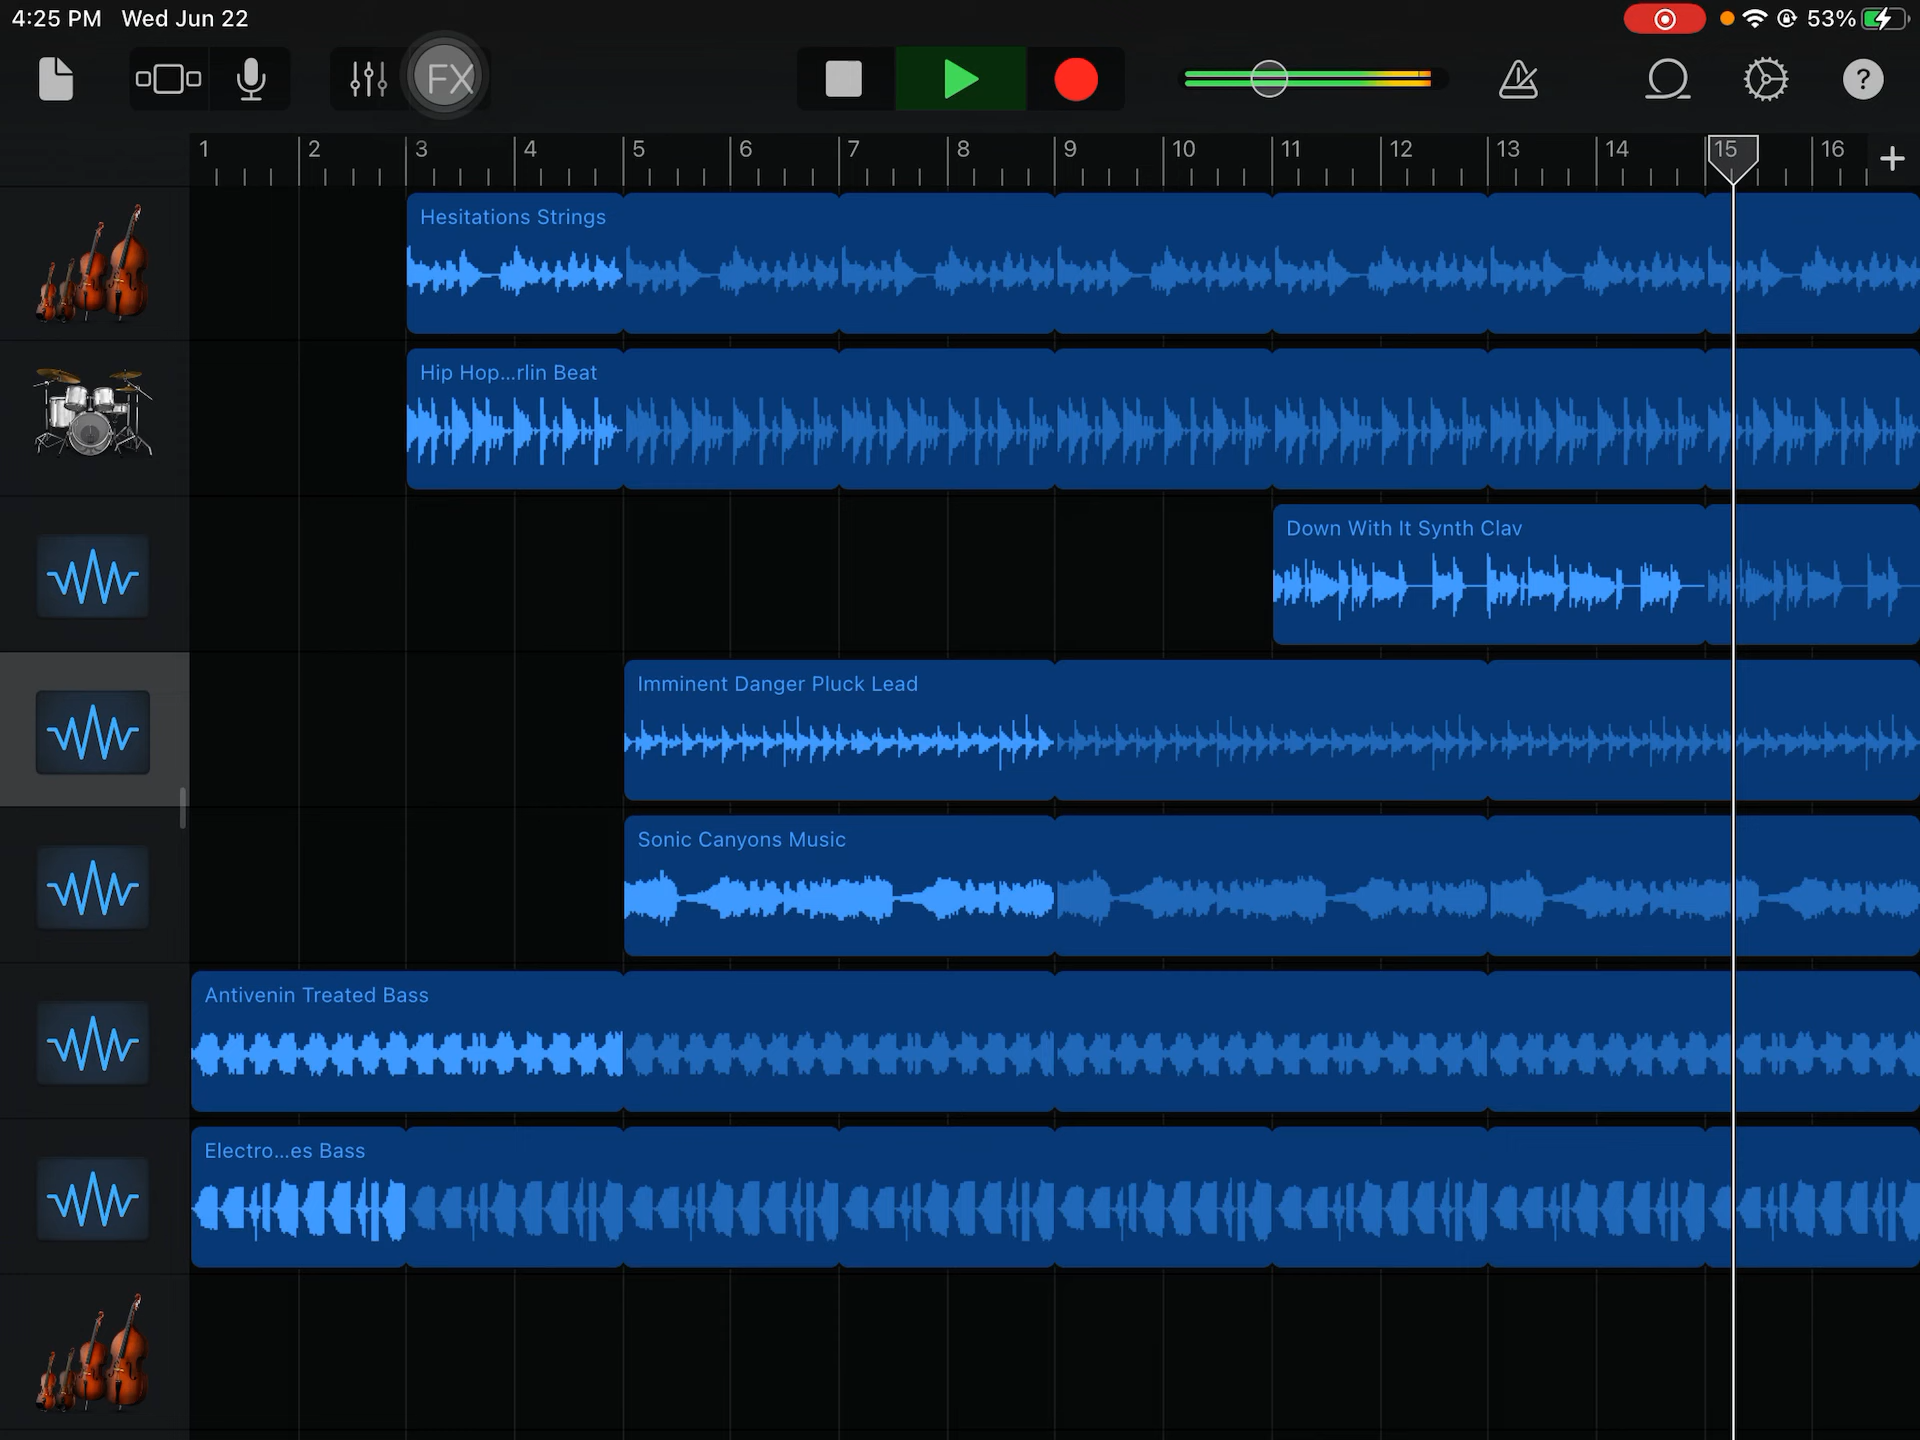 4:25 PM Wed Jun 22 53%
FX ?
1 2 3 4 5 6 7 8 9 10 11 12 13 14 15 16 +
Hesitations Strings
Hip Hop...rlin Beat
Down With It Synth Clav
Imminent Danger Pluck Lead
Sonic Canyons Music
Antivenin Treated Bass
Electro...es Bass